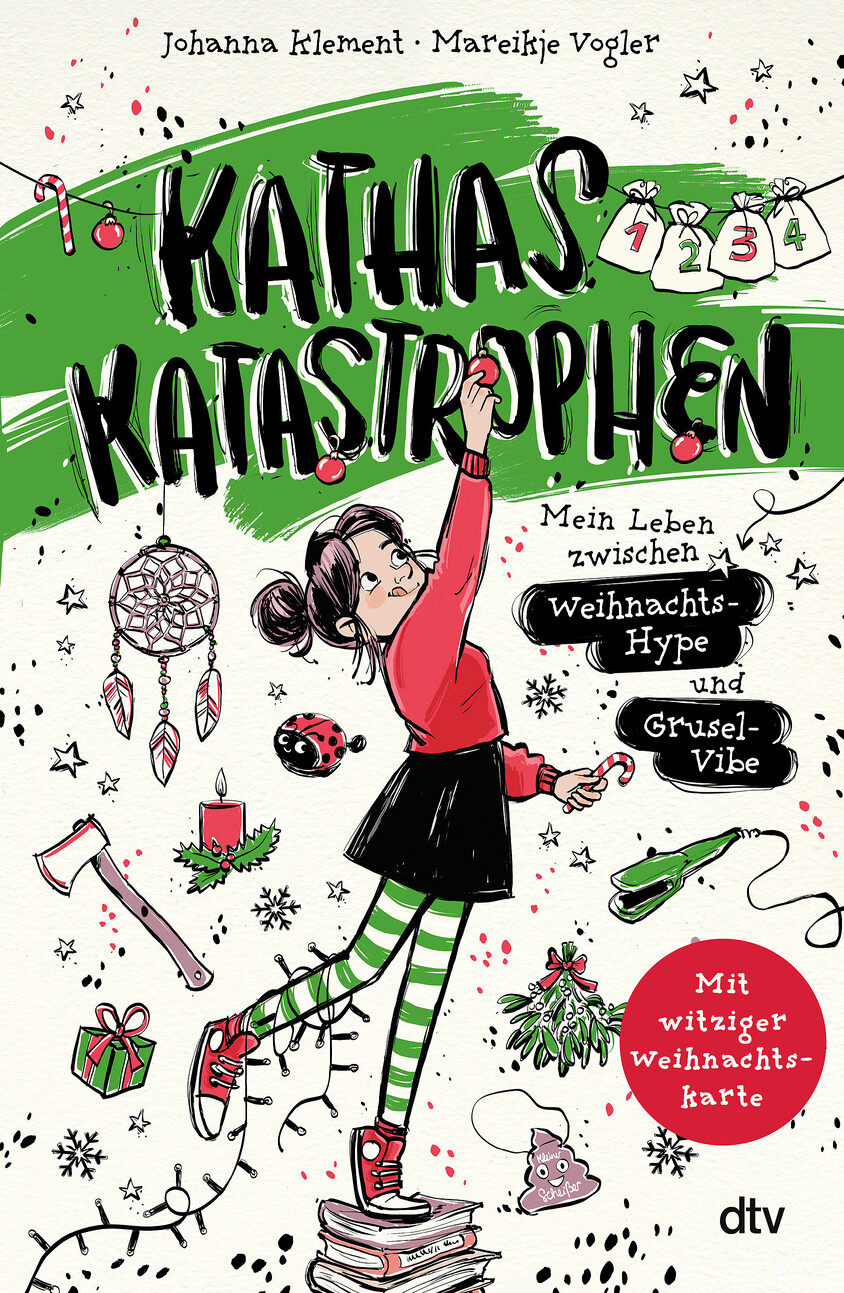 Johanna Klement · Mareikje Vogler
KATHAS
1 2 3 4
KATASTROPHEN
Mein Leben
zwischen
Weihnachts-
Hype
und
Grusel-
Vibe
Mit
witziger
Weihnachts-
karte
Kleiner
Scheißer
dtv